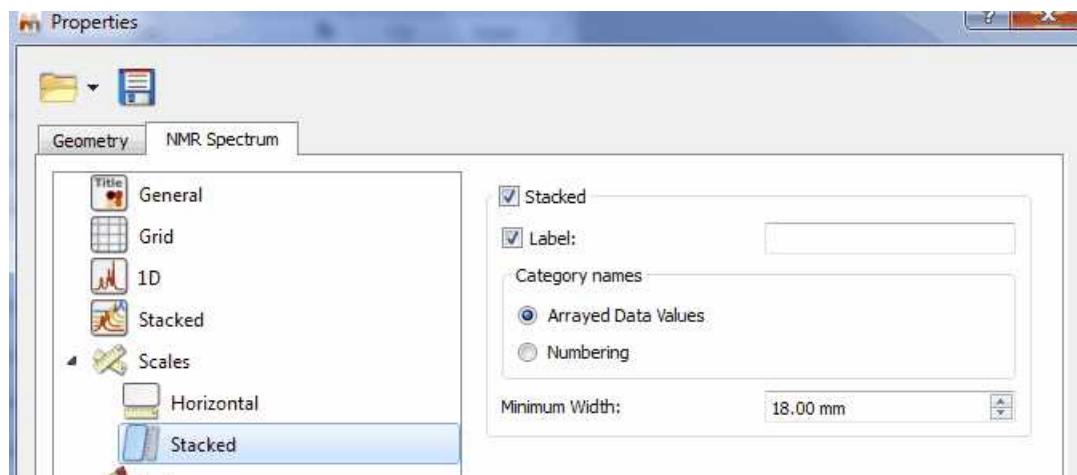 Properties
?
Geometry
NMR Spectrum
Title
General
Grid
1D
Stacked
Scales
Horizontal
Stacked
Stacked
Label:
Category names
Arrayed Data Values
Numbering
Minimum Width:
18.00 mm